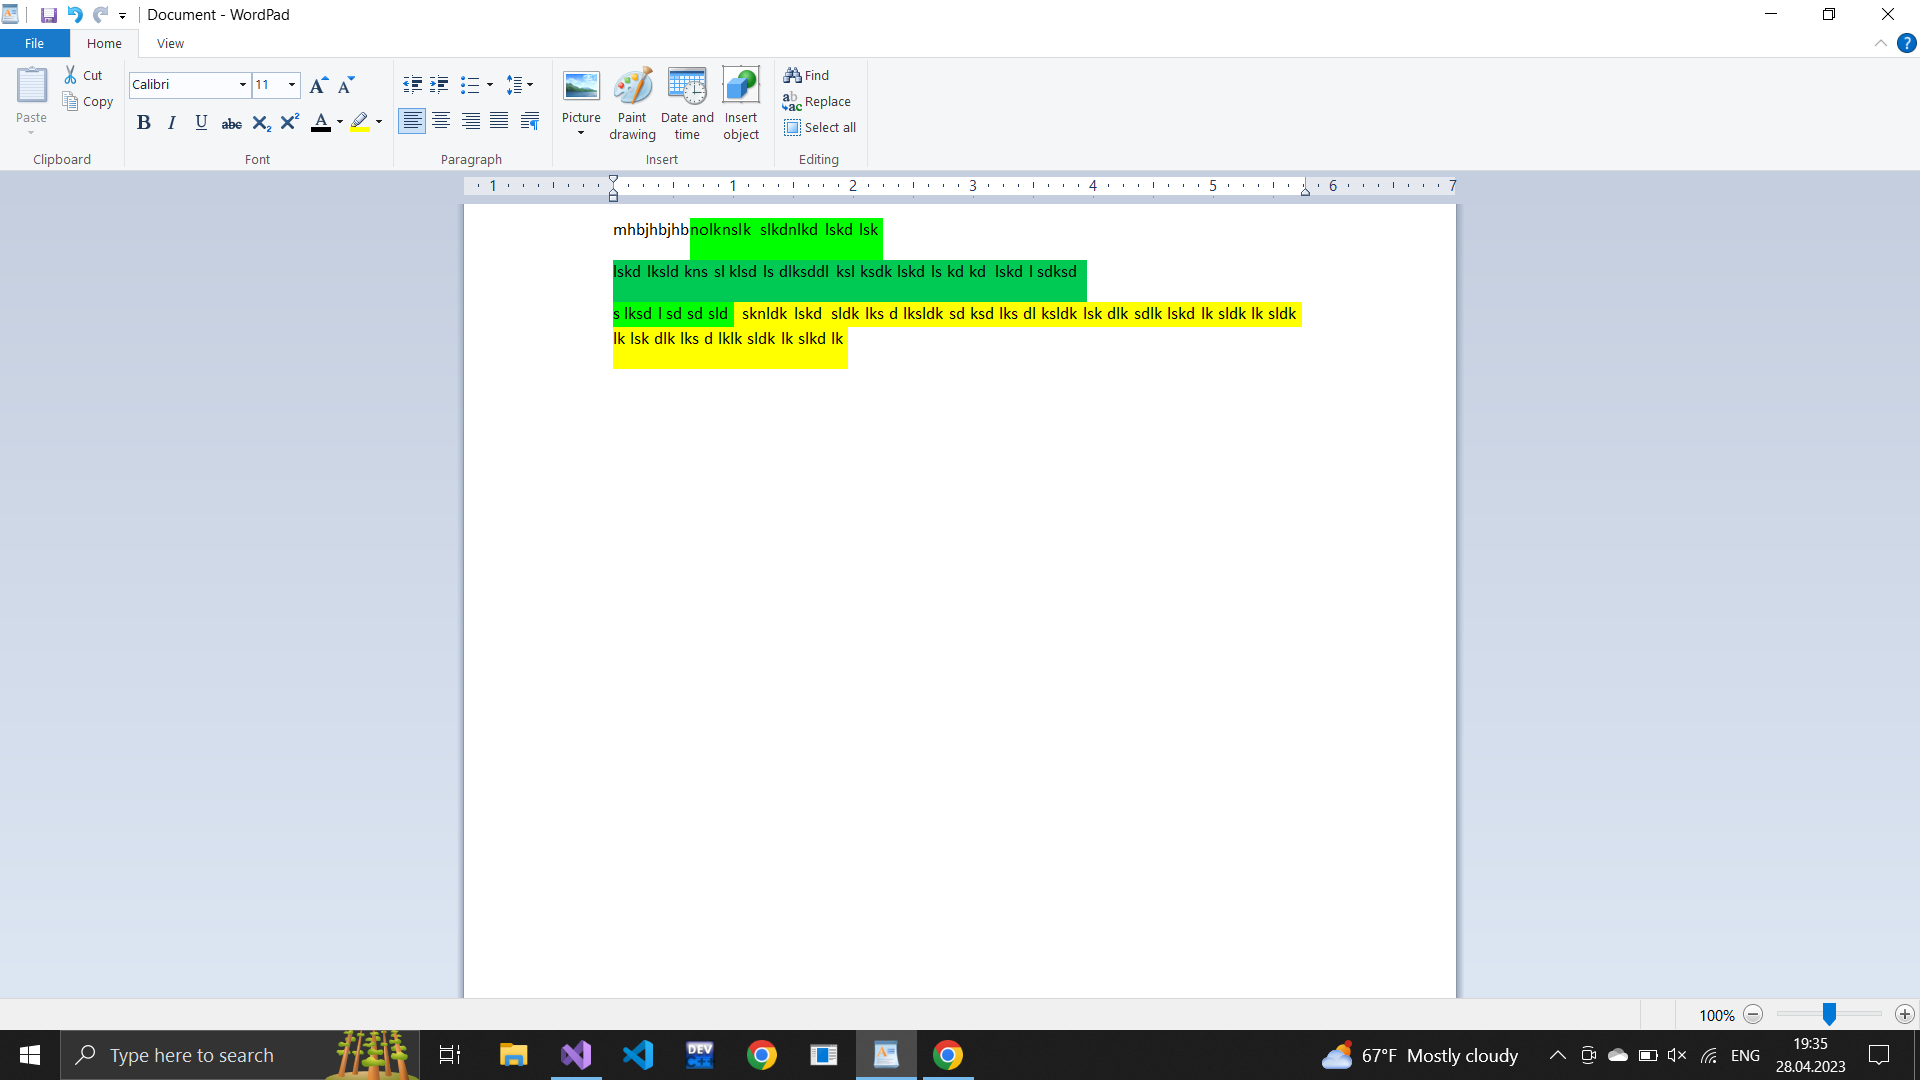 Document - WordPad
File Home View
Paste
Cut
Copy
Clipboard
Calibri 11
B I U abc X₂ X² A
Font
Paragraph
Picture
Paint drawing
Date and time
Insert object
Insert
Find
Replace
Select all
Editing
1 1 2 3 4 5 6 7
mhbjhbjhbnolknslk slkdnlkd lskd lsk
lskd lksld kns sl klsd ls dlksddl ksl ksdk lskd ls kd kd lskd l sdksd
s lksd l sd sd sld sknldk lskd sldk lks d lksldk sd ksd lks dl ksldk lsk dlk sdlk lskd lk sldk lk sldk
lk lsk dlk lks d lklk sldk lk slkd lk
100%
Type here to search
DEV C++
67°F Mostly cloudy
ENG
19:35
28.04.2023